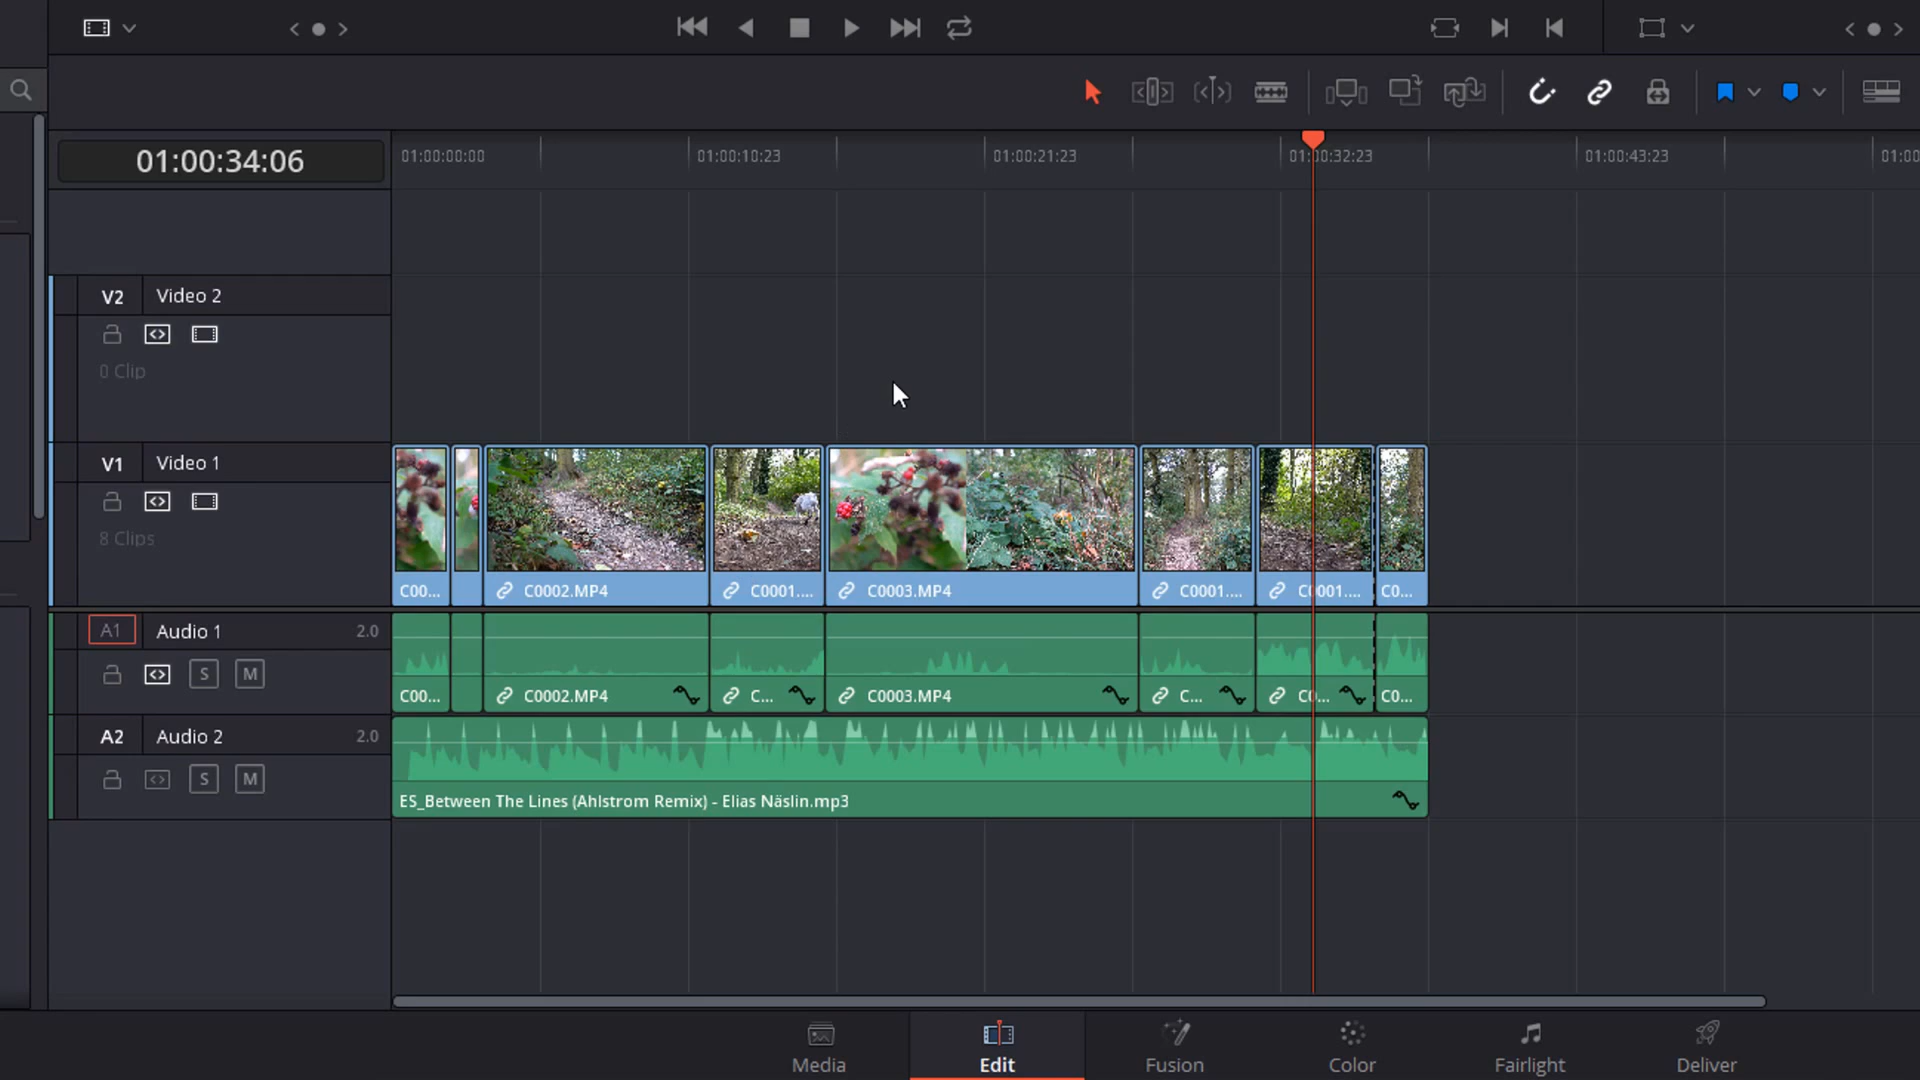 01:00:34:06
01:00:00:00
01:00:10:23
01:00:21:23
01:00:32:23
01:00:43:23
01:00
V2 Video 2
0 Clip
V1 Video 1
8 Clips
C00...
C0002.MP4
C0001....
C0003.MP4
C0001....
C0001....
C0...
A1 Audio 1 2.0
S M
C00...
C0002.MP4
C...
C0003.MP4
C...
C0...
C0...
A2 Audio 2 2.0
S M
ES_Between The Lines (Ahlstrom Remix) - Elias Näslin.mp3
Media
Edit
Fusion
Color
Fairlight
Deliver